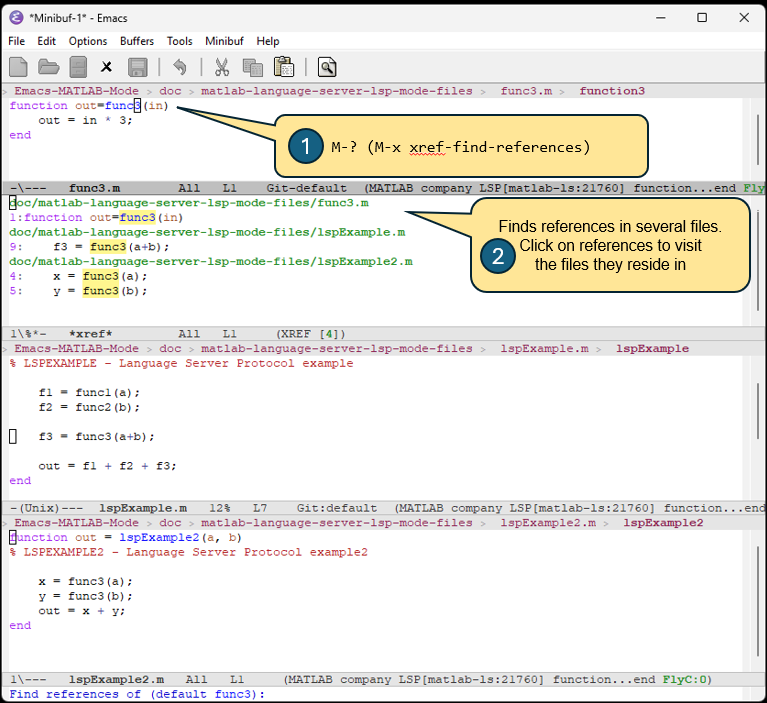 *Minibuf-1* - Emacs
File Edit Options Buffers Tools Minibuf Help
> Emacs-MATLAB-Mode > doc > matlab-language-server-lsp-mode-files > func3.m > function3
function out=func3(in)
    out = in * 3;
end
1 M-? (M-x xref-find-references)
-\--- func3.m All L1 Git-default (MATLAB company LSP[matlab-ls:21760] function...end Fly
doc/matlab-language-server-lsp-mode-files/func3.m
1:function out=func3(in)
doc/matlab-language-server-lsp-mode-files/lspExample.m
9:    f3 = func3(a+b);
doc/matlab-language-server-lsp-mode-files/lspExample2.m
4:    x = func3(a);
5:    y = func3(b);
Finds references in several files.
2 Click on references to visit
the files they reside in
1\%*- *xref* All L1 (XREF [4])
> Emacs-MATLAB-Mode > doc > matlab-language-server-lsp-mode-files > lspExample.m > lspExample
% LSPEXAMPLE - Language Server Protocol example
    f1 = func1(a);
    f2 = func2(b);
    f3 = func3(a+b);
    out = f1 + f2 + f3;
end
-(Unix)--- lspExample.m 12% L7 Git:default (MATLAB company LSP[matlab-ls:21760] function...end
> Emacs-MATLAB-Mode > doc > matlab-language-server-lsp-mode-files > lspExample2.m > lspExample2
function out = lspExample2(a, b)
% LSPEXAMPLE2 - Language Server Protocol example2
    x = func3(a);
    y = func3(b);
    out = x + y;
end
1\--- lspExample2.m All L1 (MATLAB company LSP[matlab-ls:21760] function...end FlyC:0)
Find references of (default func3):